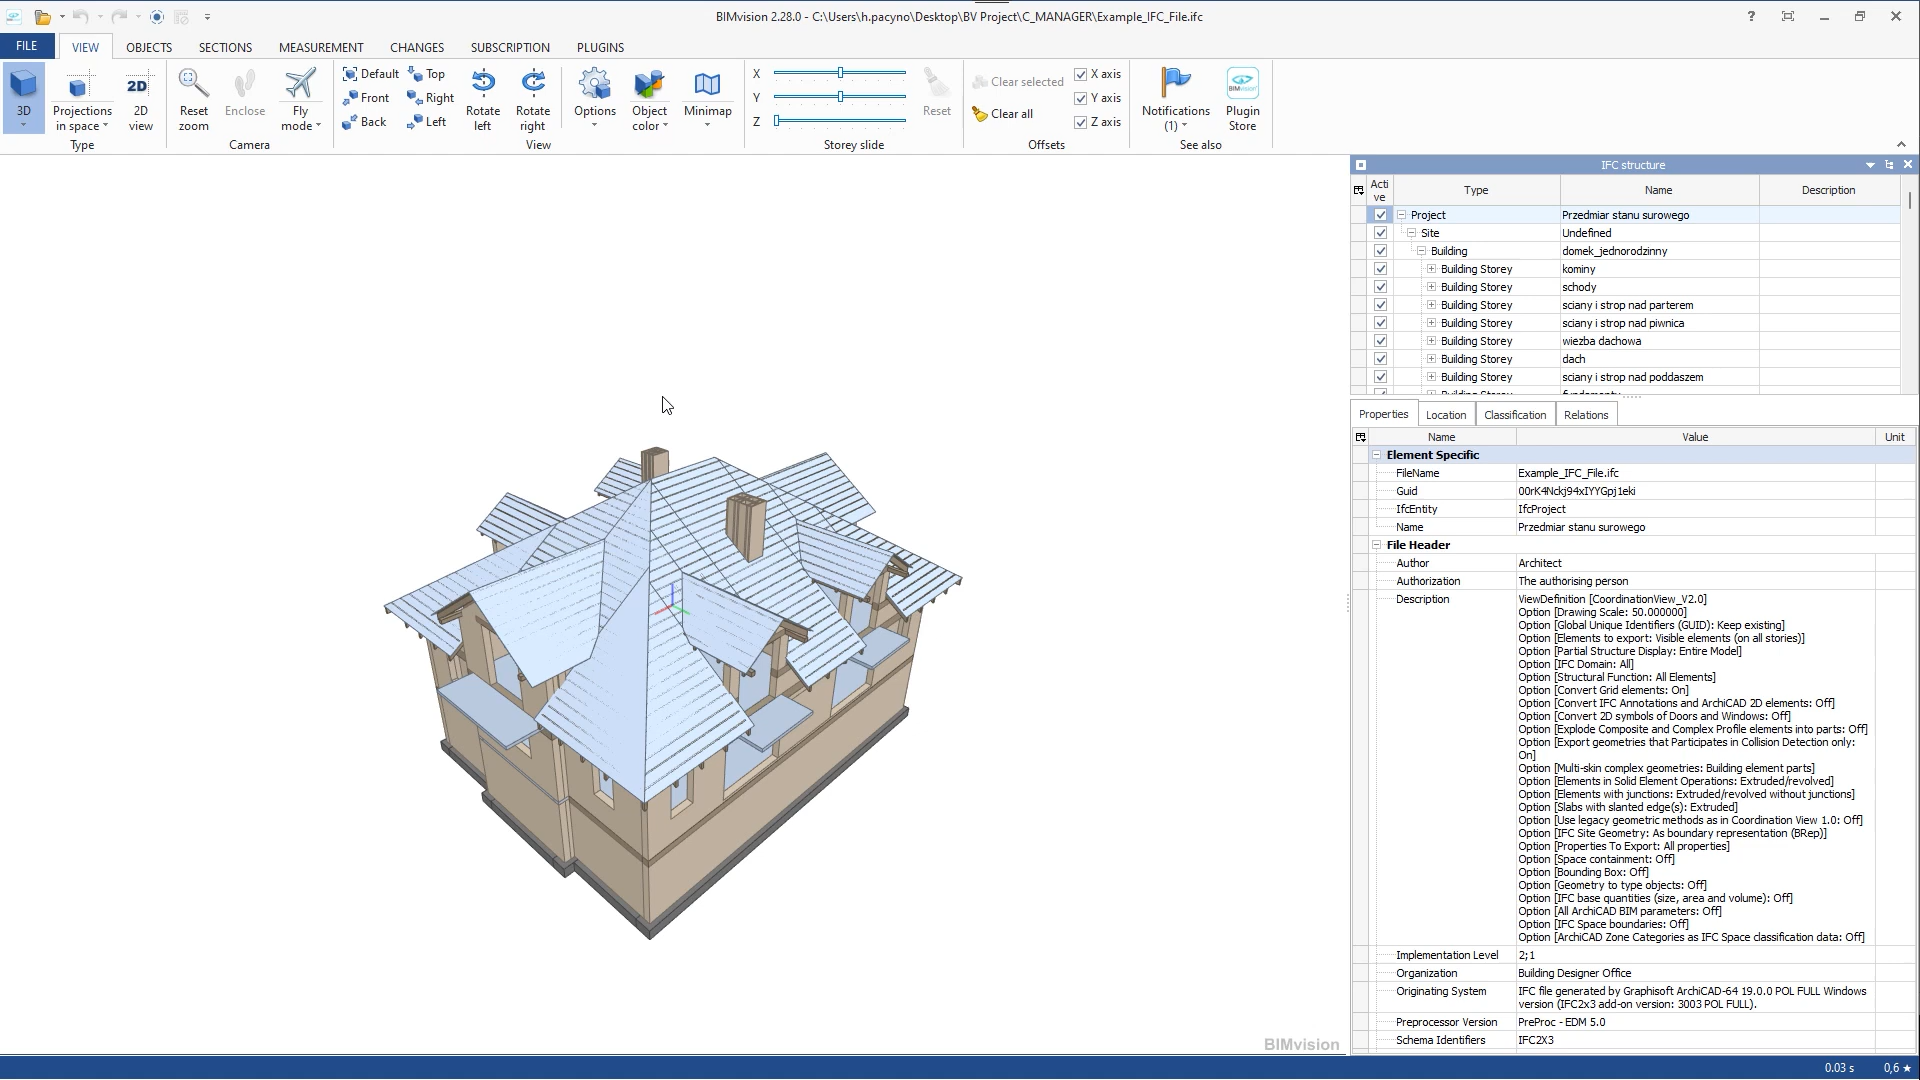 BIMvision 2.28.0 - C:\Users\h.pacyno\Desktop\BV Project\C_MANAGER\Example_IFC_File.ifc
FILE
VIEW
OBJECTS
SECTIONS
MEASUREMENT
CHANGES
SUBSCRIPTION
PLUGINS
3D
Projections
in space
2D
2D
view
Type
Reset
zoom
Enclose
Fly
mode
Camera
Default
Top
Front
Right
Back
Left
Rotate
left
Rotate
right
Options
Object
color
Minimap
View
X
Y
Z
Reset
Storey slide
Clear selected
Clear all
X axis
Y axis
Z axis
Offsets
Notifications
(1)
BIMvision
Plugin
Store
See also
IFC structure
Acti
ve
Type
Name
Description
Project
Przedmiar stanu surowego
Site
Undefined
Building
domek_jednorodzinny
Building Storey
kominy
Building Storey
schody
Building Storey
sciany i strop nad parterem
Building Storey
sciany i strop nad piwnica
Building Storey
wiezba dachowa
Building Storey
dach
Building Storey
sciany i strop nad poddaszem
Properties
Location
Classification
Relations
Name
Value
Unit
Element Specific
FileName
Example_IFC_File.ifc
Guid
00rK4Nckj94xIYYGpj1eki
IfcEntity
IfcProject
Name
Przedmiar stanu surowego
File Header
Author
Architect
Authorization
The authorising person
Description
ViewDefinition [CoordinationView_V2.0]
Option [Drawing Scale: 50.000000]
Option [Global Unique Identifiers (GUID): Keep existing]
Option [Elements to export: Visible elements (on all stories)]
Option [Partial Structure Display: Entire Model]
Option [IFC Domain: All]
Option [Structural Function: All Elements]
Option [Convert Grid elements: On]
Option [Convert IFC Annotations and ArchiCAD 2D elements: Off]
Option [Convert 2D symbols of Doors and Windows: Off]
Option [Explode Composite and Complex Profile elements into parts: Off]
Option [Export geometries that Participates in Collision Detection only:
On]
Option [Multi-skin complex geometries: Building element parts]
Option [Elements in Solid Element Operations: Extruded/revolved]
Option [Elements with junctions: Extruded/revolved without junctions]
Option [Slabs with slanted edge(s): Extruded]
Option [Use legacy geometric methods as in Coordination View 1.0: Off]
Option [IFC Site Geometry: As boundary representation (BRep)]
Option [Properties To Export: All properties]
Option [Space containment: Off]
Option [Bounding Box: Off]
Option [Geometry to type objects: Off]
Option [IFC base quantities (size, area and volume): Off]
Option [All ArchiCAD BIM parameters: Off]
Option [IFC Space boundaries: Off]
Option [ArchiCAD Zone Categories as IFC Space classification data: Off]
Implementation Level
2;1
Organization
Building Designer Office
Originating System
IFC file generated by Graphisoft ArchiCAD-64 19.0.0 POL FULL Windows
version (IFC2x3 add-on version: 3003 POL FULL).
Preprocessor Version
PreProc - EDM 5.0
Schema Identifiers
IFC2X3
BIMvision
0.03 s
0,6